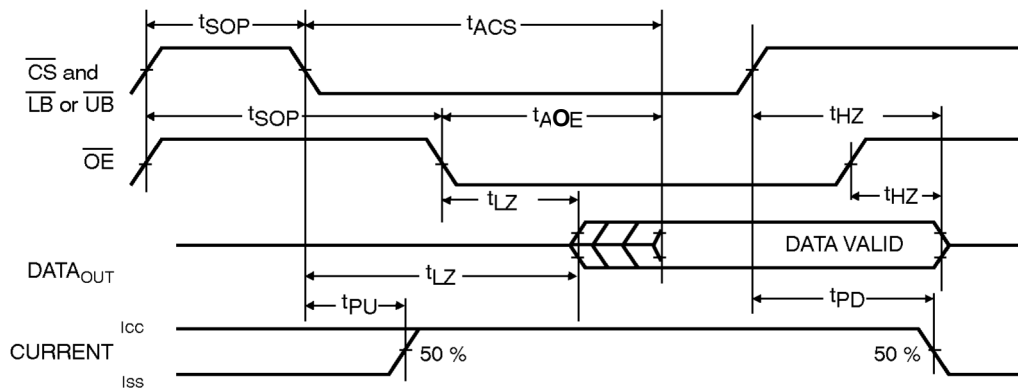 tSOP
tACS
CS and
LB or UB
tSOP
tAOE
tHZ
OE
tLZ
tHZ
DATA VALID
DATAOUT
tLZ
tPU
tPD
Icc
CURRENT
50 %
50 %
Iss